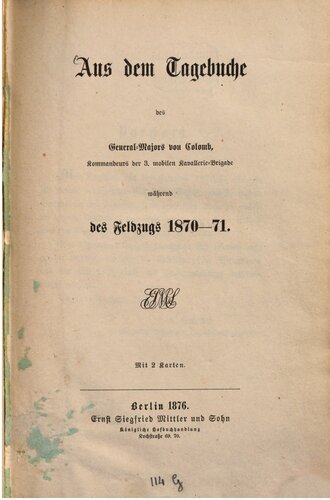 Aus dem Tagebuche
des
General-Majors von Colomb,
Kommandeurs der 3. mobilen Kavallerie-Brigade
während
des Feldzugs 1870—71.
Mit 2 Karten.
Berlin 1876.
Ernst Siegfried Mittler und Sohn
Königliche Hofbuchhandlung
Kochstraße 69. 70.
114